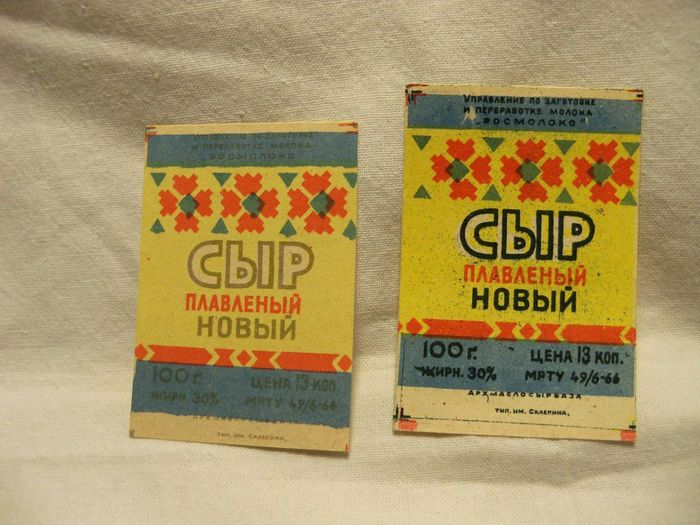 УПРАВЛЕНИЕ ПО ЗАГОТОВКЕ
И ПЕРЕРАБОТКЕ МОЛОКА
„РОСМОЛОКО"
СЫР
ПЛАВЛЕНЫЙ
НОВЫЙ
100 г. ЦЕНА 13 КОП.
ЖИРН. 30% МРТУ 49/6-66
ТИП. ИМ. СКЛЕПИНА.
УПРАВЛЕНИЕ ПО ЗАГОТОВКЕ
И ПЕРЕРАБОТКЕ МОЛОКА
„РОСМОЛОКО"
СЫР
ПЛАВЛЕНЫЙ
НОВЫЙ
100 г. ЦЕНА 13 КОП.
ЖИРН. 30% МРТУ 49/6-66
АРХМАСЛОСЫРБАЗА
ТИП. ИМ. СКЛЕПИНА.